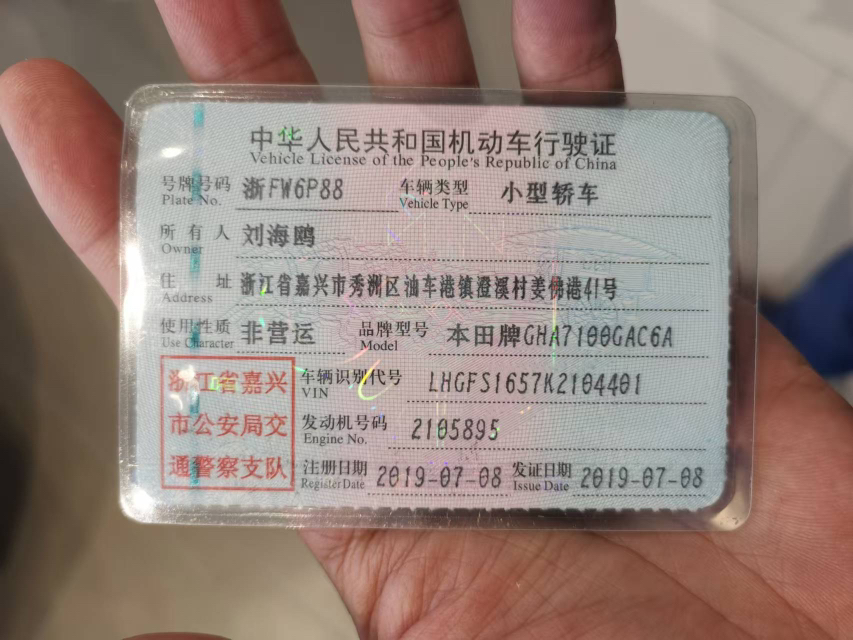 中华人民共和国机动车行驶证
Vehicle License of the People's Republic of China
号牌号码 浙FW6P88 车辆类型 小型轿车
Plate No. Vehicle Type
所有人 刘海鸥
Owner
住址 浙江省嘉兴市秀洲区油车港镇澄溪村姜佛港41号
Address
使用性质 非营运 品牌型号 本田牌GHA7100GAC6A
Use Character Model
浙江省嘉兴
市公安局交
通警察支队
车辆识别代号 LHGFS1657K2104401
VIN
发动机号码 2105895
Engine No.
注册日期 2019-07-08 发证日期 2019-07-08
Register Date Issue Date